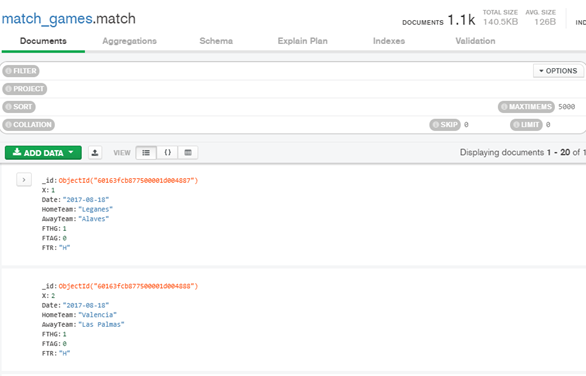 match_games.match
DOCUMENTS 1.1k TOTAL SIZE 140.5KB AVG. SIZE 126B
Documents Aggregations Schema Explain Plan Indexes Validation
FILTER OPTIONS
PROJECT
SORT MAXTIMEMS 5000
COLLATION SKIP 0 LIMIT 0
ADD DATA VIEW {} Displaying documents 1 - 20 of 1
_id: ObjectId("60163fcb877500001d004887")
X: 1
Date: "2017-08-18"
HomeTeam: "Leganes"
AwayTeam: "Alaves"
FTHG: 1
FTAG: 0
FTR: "H"
_id: ObjectId("60163fcb877500001d004888")
X: 2
Date: "2017-08-18"
HomeTeam: "Valencia"
AwayTeam: "Las Palmas"
FTHG: 1
FTAG: 0
FTR: "H"